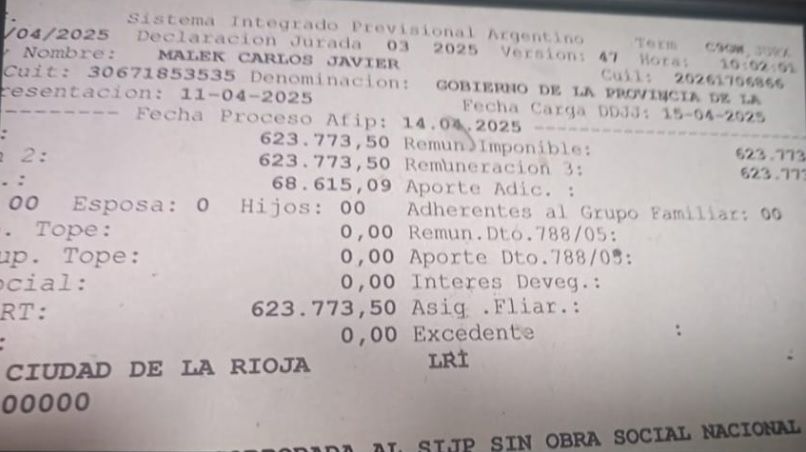 Sistema Integrado Previsional Argentino Term
/04/2025 Declaracion Jurada 03 2025 Version: 47 Hora: 10:02:01
Nombre: MALEK CARLOS JAVIER Cuil: 20261706866
Cuit: 30671853535 Denominacion: GOBIERNO DE LA PROVINCIA DE LA
resentacion: 11-04-2025 Fecha Carga DDJJ: 15-04-2025
-------- Fecha Proceso Afip: 14.04.2025 --------------------
: 623.773,50 Remun.Imponible: 623.773
2: 623.773,50 Remuneracion 3: 623.773
.: 68.615,09 Aporte Adic. :
00 Esposa: 0 Hijos: 00 Adherentes al Grupo Familiar: 00
. Tope: 0,00 Remun.Dto.788/05:
up. Tope: 0,00 Aporte Dto.788/05:
ocial: 0,00 Interes Deveg.:
RT: 623.773,50 Asig .Fliar.:
: 0,00 Excedente :
CIUDAD DE LA RIOJA LRI :
00000
AL SIJP SIN OBRA SOCIAL NACIONAL